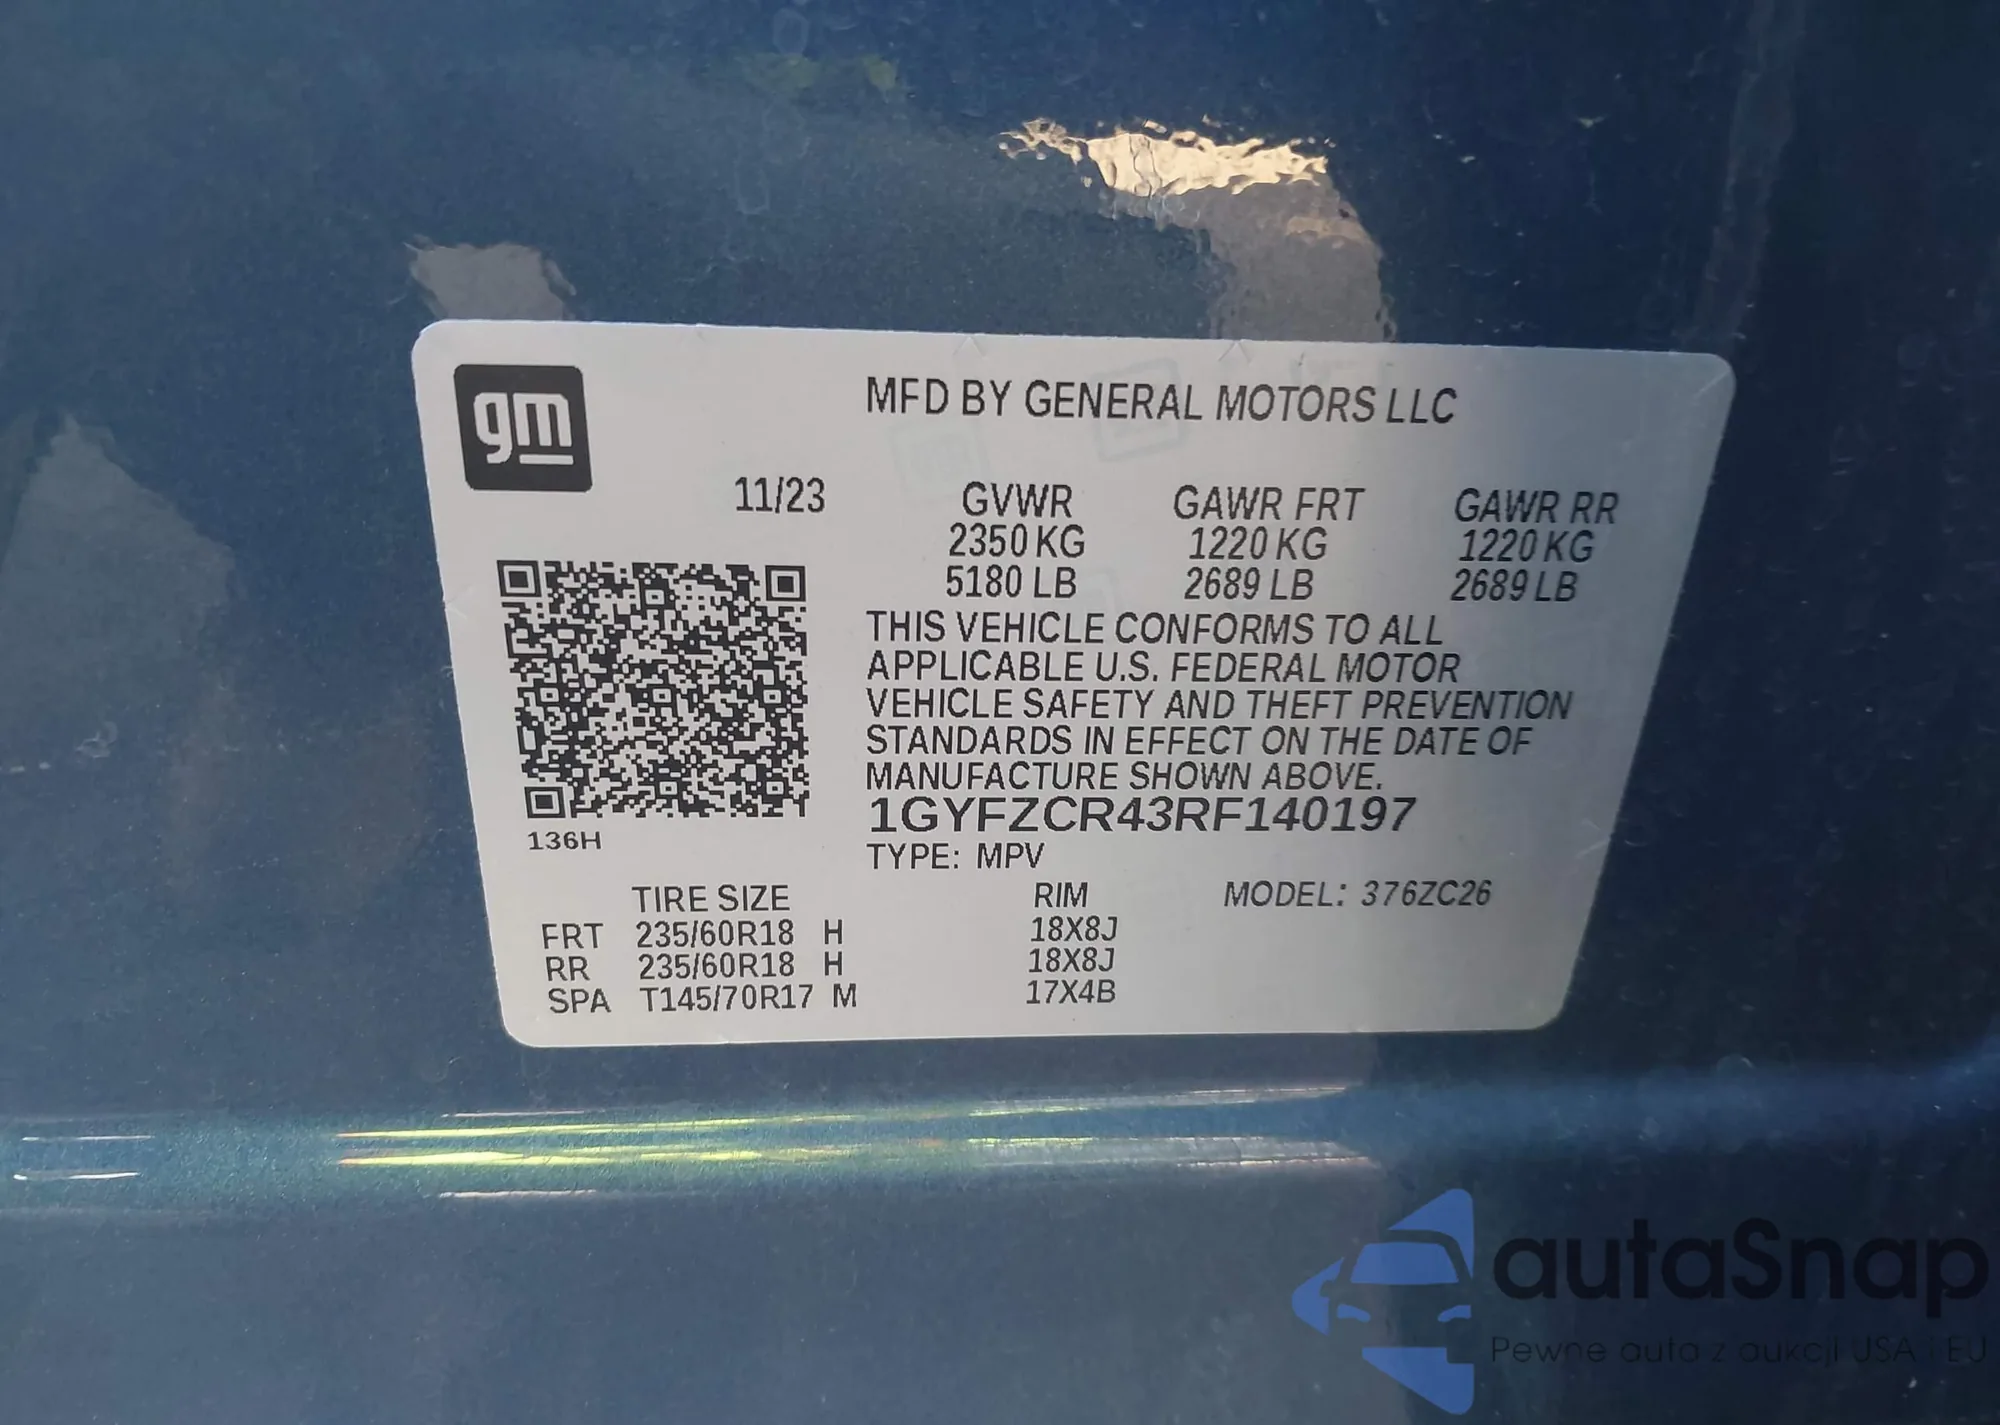 gm
MFD BY GENERAL MOTORS LLC
11/23 GVWR GAWR FRT GAWR RR
2350 KG 1220 KG 1220 KG
5180 LB 2689 LB 2689 LB
THIS VEHICLE CONFORMS TO ALL
APPLICABLE U.S. FEDERAL MOTOR
VEHICLE SAFETY AND THEFT PREVENTION
STANDARDS IN EFFECT ON THE DATE OF
MANUFACTURE SHOWN ABOVE.
1GYFZCR43RF140197
136H
TYPE: MPV
TIRE SIZE RIM MODEL: 376ZC26
FRT 235/60R18 H 18X8J
RR 235/60R18 H 18X8J
SPA T145/70R17 M 17X4B
autaSnap
Pewne auta z aukcji USA i EU